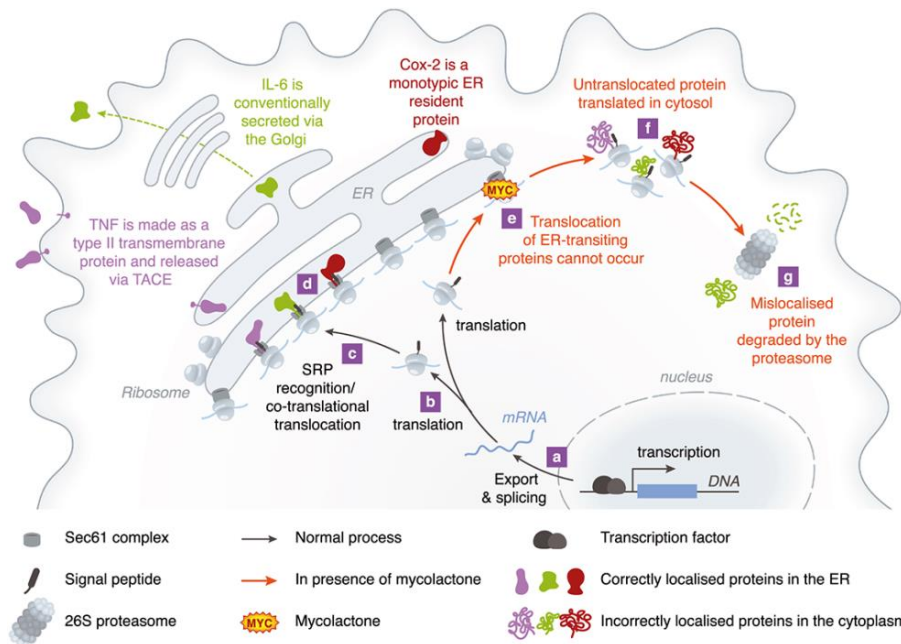 IL-6 is
conventionally
secreted via
the Golgi
Cox-2 is a
monotypic ER
resident
protein
Untranslocated protein
translated in cytosol
f
ER
MYC
e
Translocation
of ER-transiting
proteins cannot
occur
TNF is made as a
type II transmembrane
protein and released
via TACE
d
g
Mislocalised
protein
degraded by the
proteasome
translation
c
SRP
recognition/
co-translational
translocation
Ribosome
b
translation
mRNA
nucleus
a
transcription
Export
& splicing
DNA
Sec61 complex
Normal process
Transcription factor
Signal peptide
In presence of mycolactone
Correctly localised proteins in the ER
26S proteasome
MYC
Mycolactone
Incorrectly localised proteins in the cytoplasm